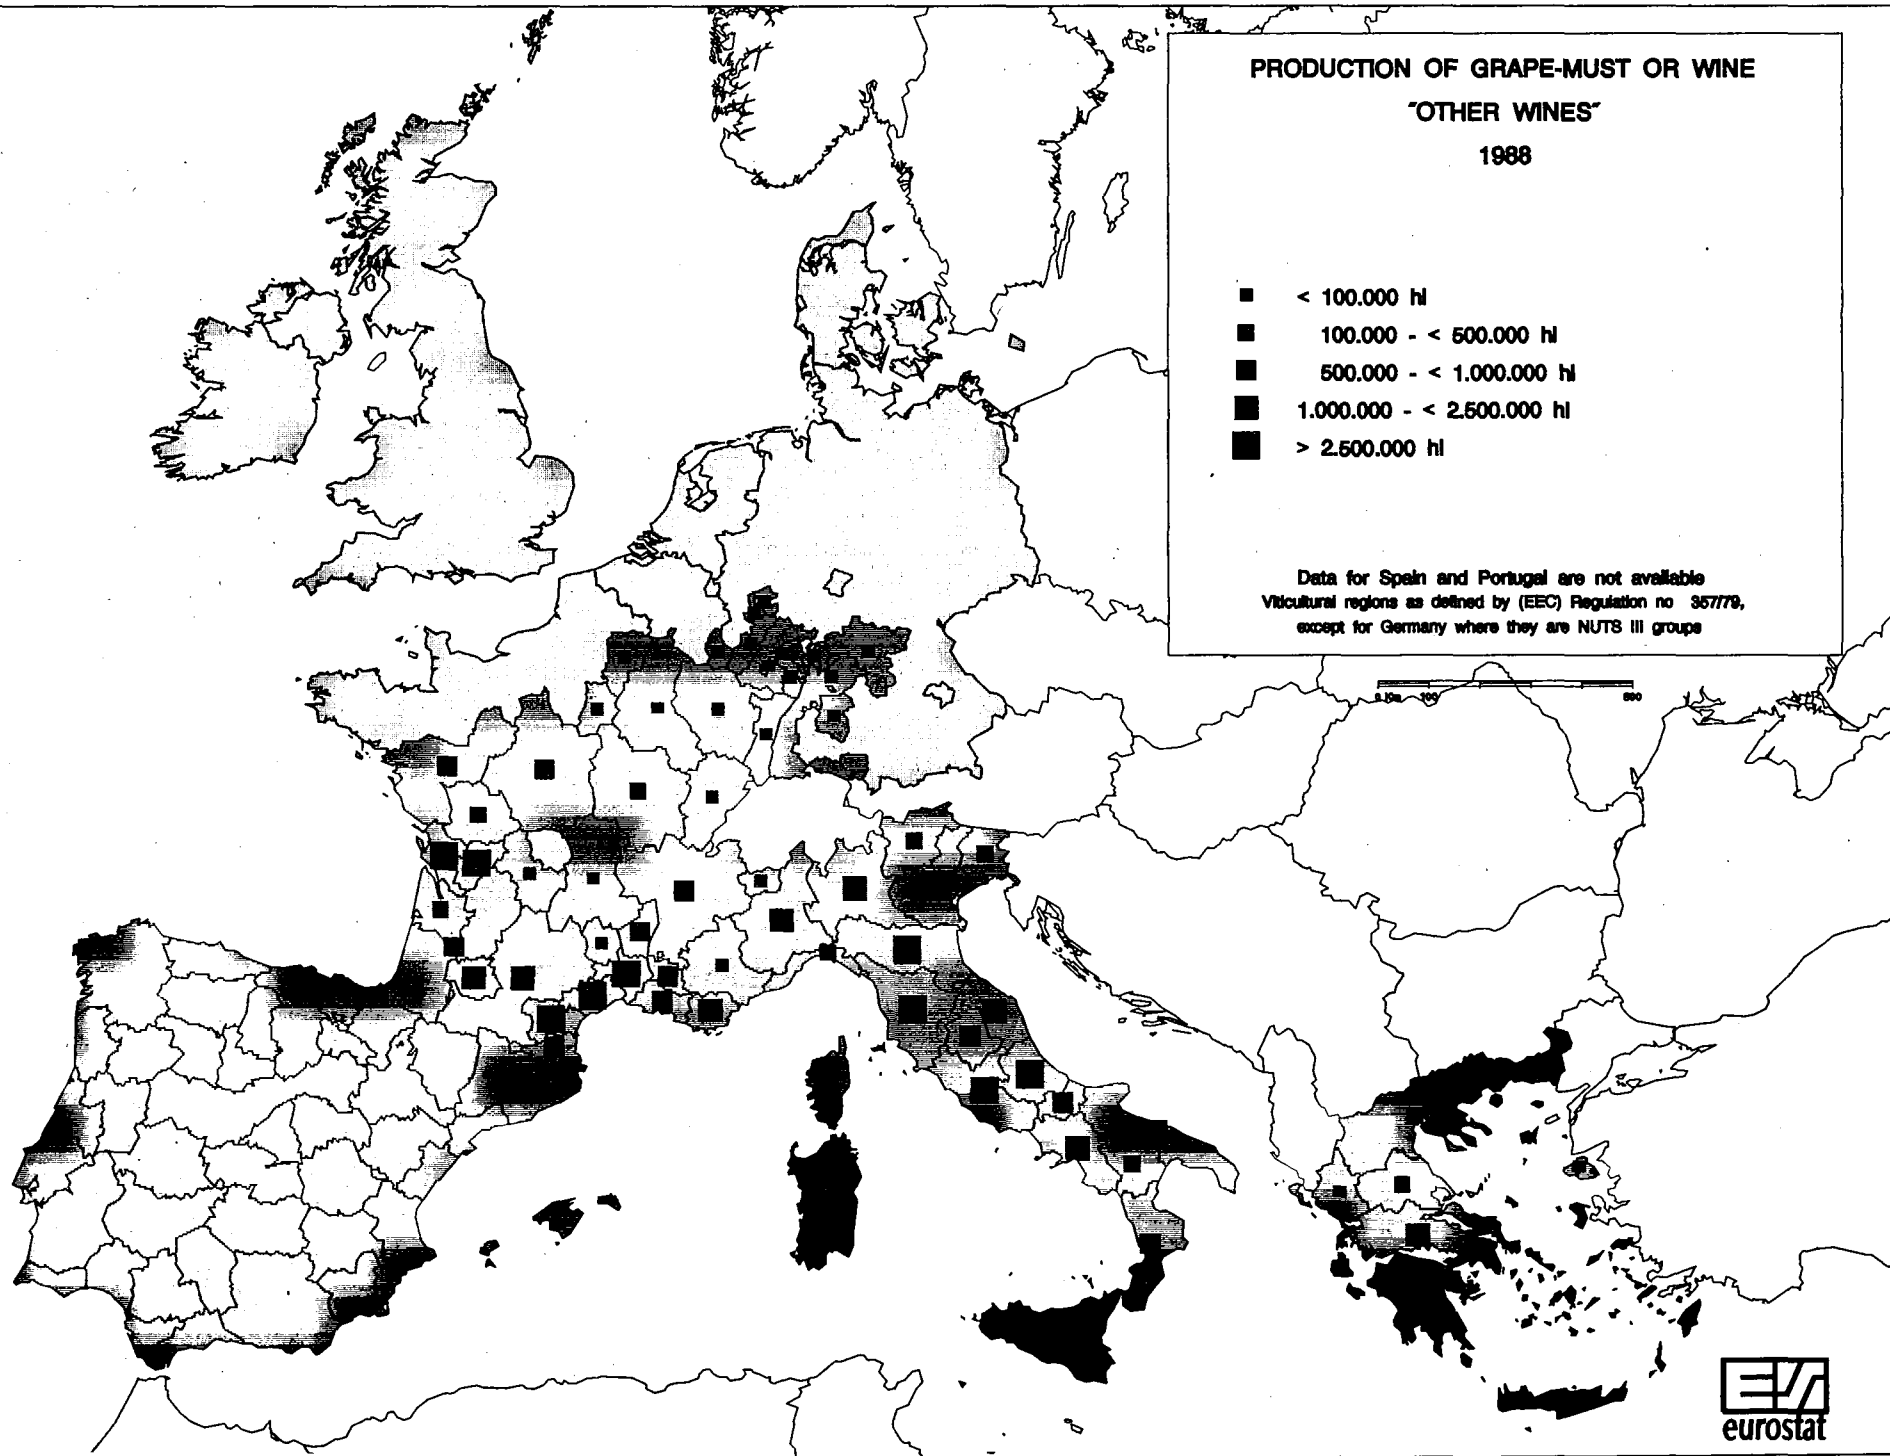 PRODUCTION OF GRAPE-MUST OR WINE
"OTHER WINES"
1988
< 100.000 hl
100.000 - < 500.000 hl
500.000 - < 1.000.000 hl
1.000.000 - < 2.500.000 hl
> 2.500.000 hl
Data for Spain and Portugal are not available
Viticultural regions as defined by (EEC) Regulation no 357/79,
except for Germany where they are NUTS III groups
100
eurostat